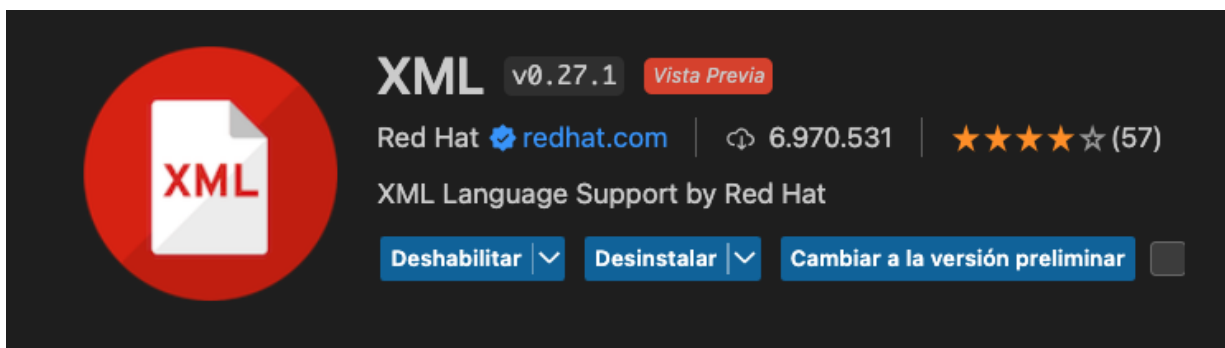 XML
XML v0.27.1 Vista Previa
Red Hat redhat.com 6.970.531 (57)
XML Language Support by Red Hat
Deshabilitar Desinstalar Cambiar a la versión preliminar